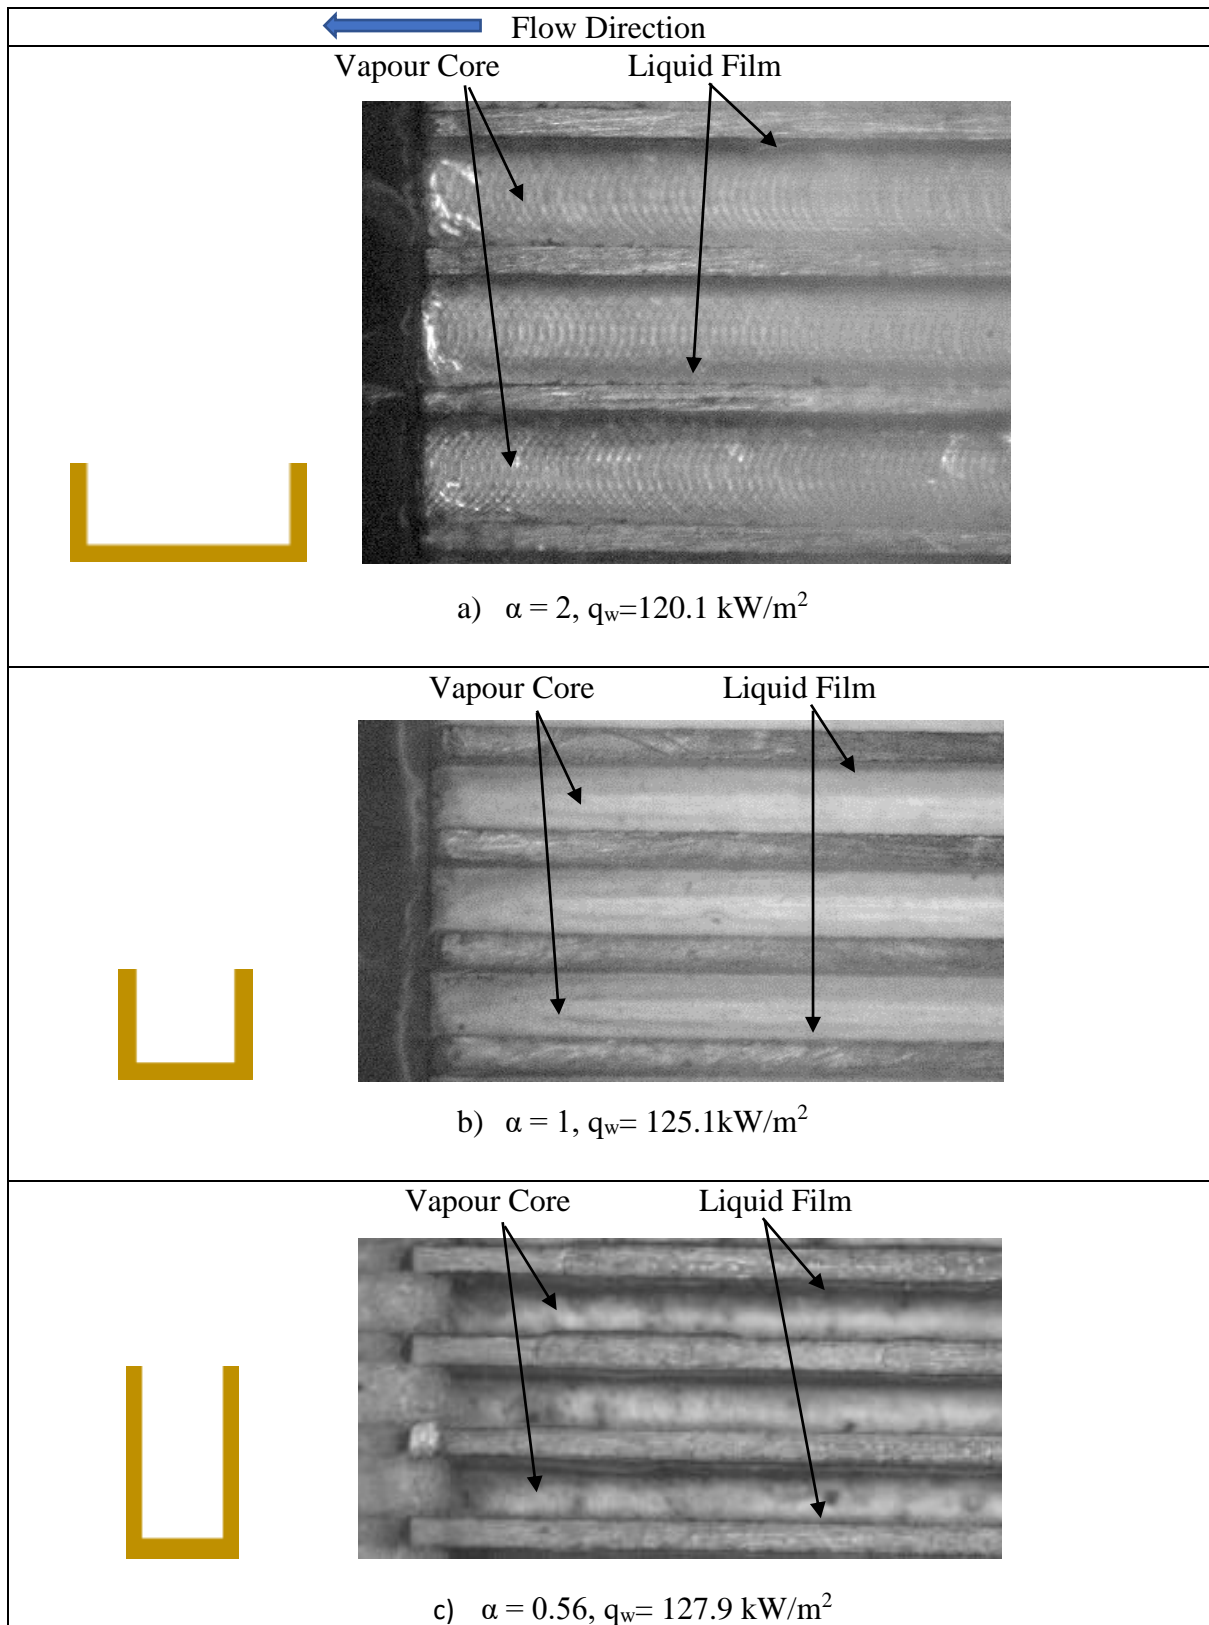 Flow Direction
Vapour Core Liquid Film
a) α = 2, qw=120.1 kW/m²
Vapour Core Liquid Film
b) α = 1, qw= 125.1kW/m²
Vapour Core Liquid Film
c) α = 0.56, qw= 127.9 kW/m²